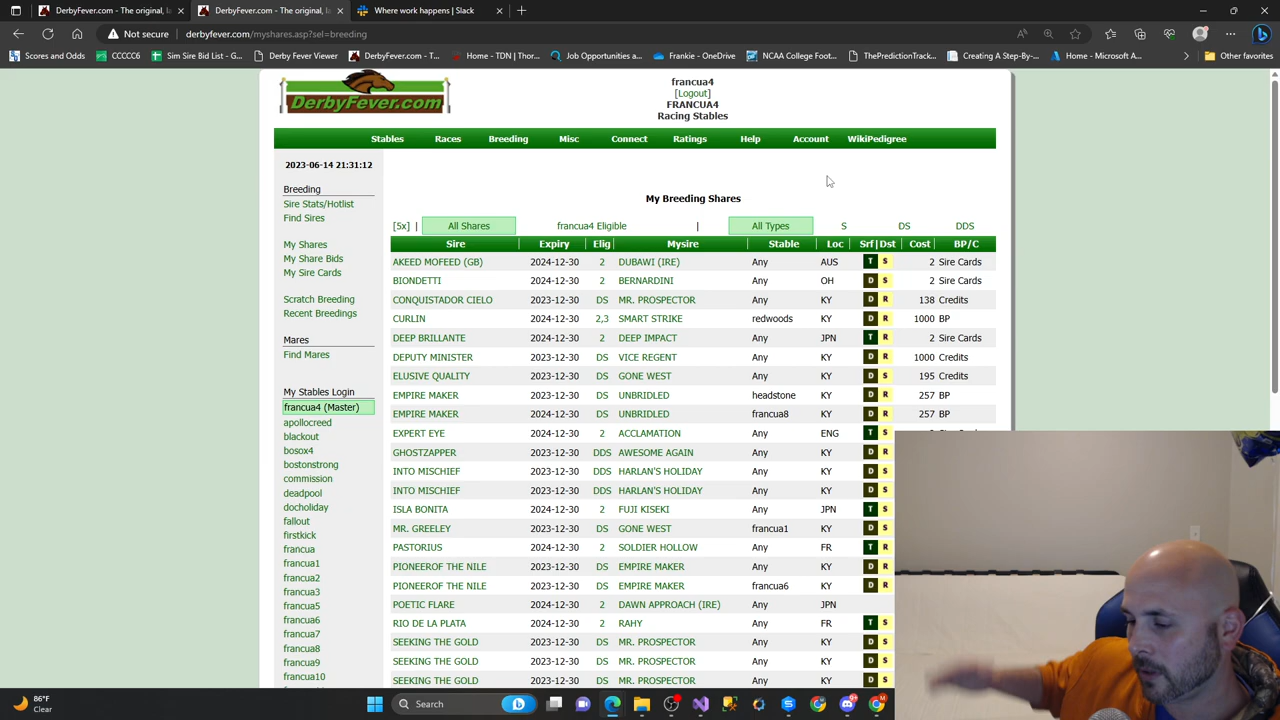 DerbyFever.com - The original, la
DerbyFever.com - The original, la
Where work happens | Slack
Not secure | derbyfever.com/myshares.asp?sel=breeding
Scores and Odds
CCCCC6
Sim Sire Bid List - G...
Derby Fever Viewer
DerbyFever.com - T...
Home - TDN | Thor...
Job Opportunities a...
Frankie - OneDrive
NCAA College Foot...
ThePredictionTrack...
Creating A Step-By-...
Home - Microsoft A...
Other favorites
DerbyFever.com
francua4
[Logout]
FRANCUA4
Racing Stables
Stables Races Breeding Misc Connect Ratings Help Account WikiPedigree
2023-06-14 21:31:12
Breeding
Sire Stats/Hotlist
Find Sires
My Shares
My Share Bids
My Sire Cards
Scratch Breeding
Recent Breedings
Mares
Find Mares
My Stables Login
francua4 (Master)
apollocreed
blackout
bosox4
bostonstrong
commission
deadpool
docholiday
fallout
firstkick
francua
francua1
francua2
francua3
francua5
francua6
francua7
francua8
francua9
francua10
My Breeding Shares
[5x] | All Shares francua4 Eligible | All Types S DS DDS
Sire Expiry Elig Mysire Stable Loc Srf|Dst Cost BP/C
AKEED MOFEED (GB) 2024-12-30 2 DUBAWI (IRE) Any AUS T S 2 Sire Cards
BIONDETTI 2024-12-30 2 BERNARDINI Any OH D S 2 Sire Cards
CONQUISTADOR CIELO 2023-12-30 DS MR. PROSPECTOR Any KY D R 138 Credits
CURLIN 2024-12-30 2,3 SMART STRIKE redwoods KY D R 1000 BP
DEEP BRILLANTE 2024-12-30 2 DEEP IMPACT Any JPN T R 2 Sire Cards
DEPUTY MINISTER 2023-12-30 DS VICE REGENT Any KY D R 1000 Credits
ELUSIVE QUALITY 2024-12-30 DS GONE WEST Any KY D S 195 Credits
EMPIRE MAKER 2023-12-30 DS UNBRIDLED headstone KY D R 257 BP
EMPIRE MAKER 2024-12-30 DS UNBRIDLED francua8 KY D R 257 BP
EXPERT EYE 2024-12-30 2 ACCLAMATION Any ENG T S
GHOSTZAPPER 2023-12-30 DDS AWESOME AGAIN Any KY D S
INTO MISCHIEF 2024-12-30 DDS HARLAN'S HOLIDAY Any KY D S
INTO MISCHIEF 2023-12-30 DDS HARLAN'S HOLIDAY Any KY D S
ISLA BONITA 2024-12-30 2 FUJI KISEKI Any JPN T S
MR. GREELEY 2023-12-30 DS GONE WEST francua1 KY D S
PASTORIUS 2024-12-30 2 SOLDIER HOLLOW Any FR T R
PIONEEROF THE NILE 2023-12-30 DS EMPIRE MAKER Any KY D R
PIONEEROF THE NILE 2023-12-30 DS EMPIRE MAKER francua6 KY D R
POETIC FLARE 2024-12-30 2 DAWN APPROACH (IRE) Any JPN
RIO DE LA PLATA 2024-12-30 2 RAHY Any FR T S
SEEKING THE GOLD 2023-12-30 DS MR. PROSPECTOR Any KY D S
SEEKING THE GOLD 2023-12-30 DS MR. PROSPECTOR Any KY D S
SEEKING THE GOLD 2024-12-30 DS MR. PROSPECTOR Any KY D S
86°F
Clear
Search